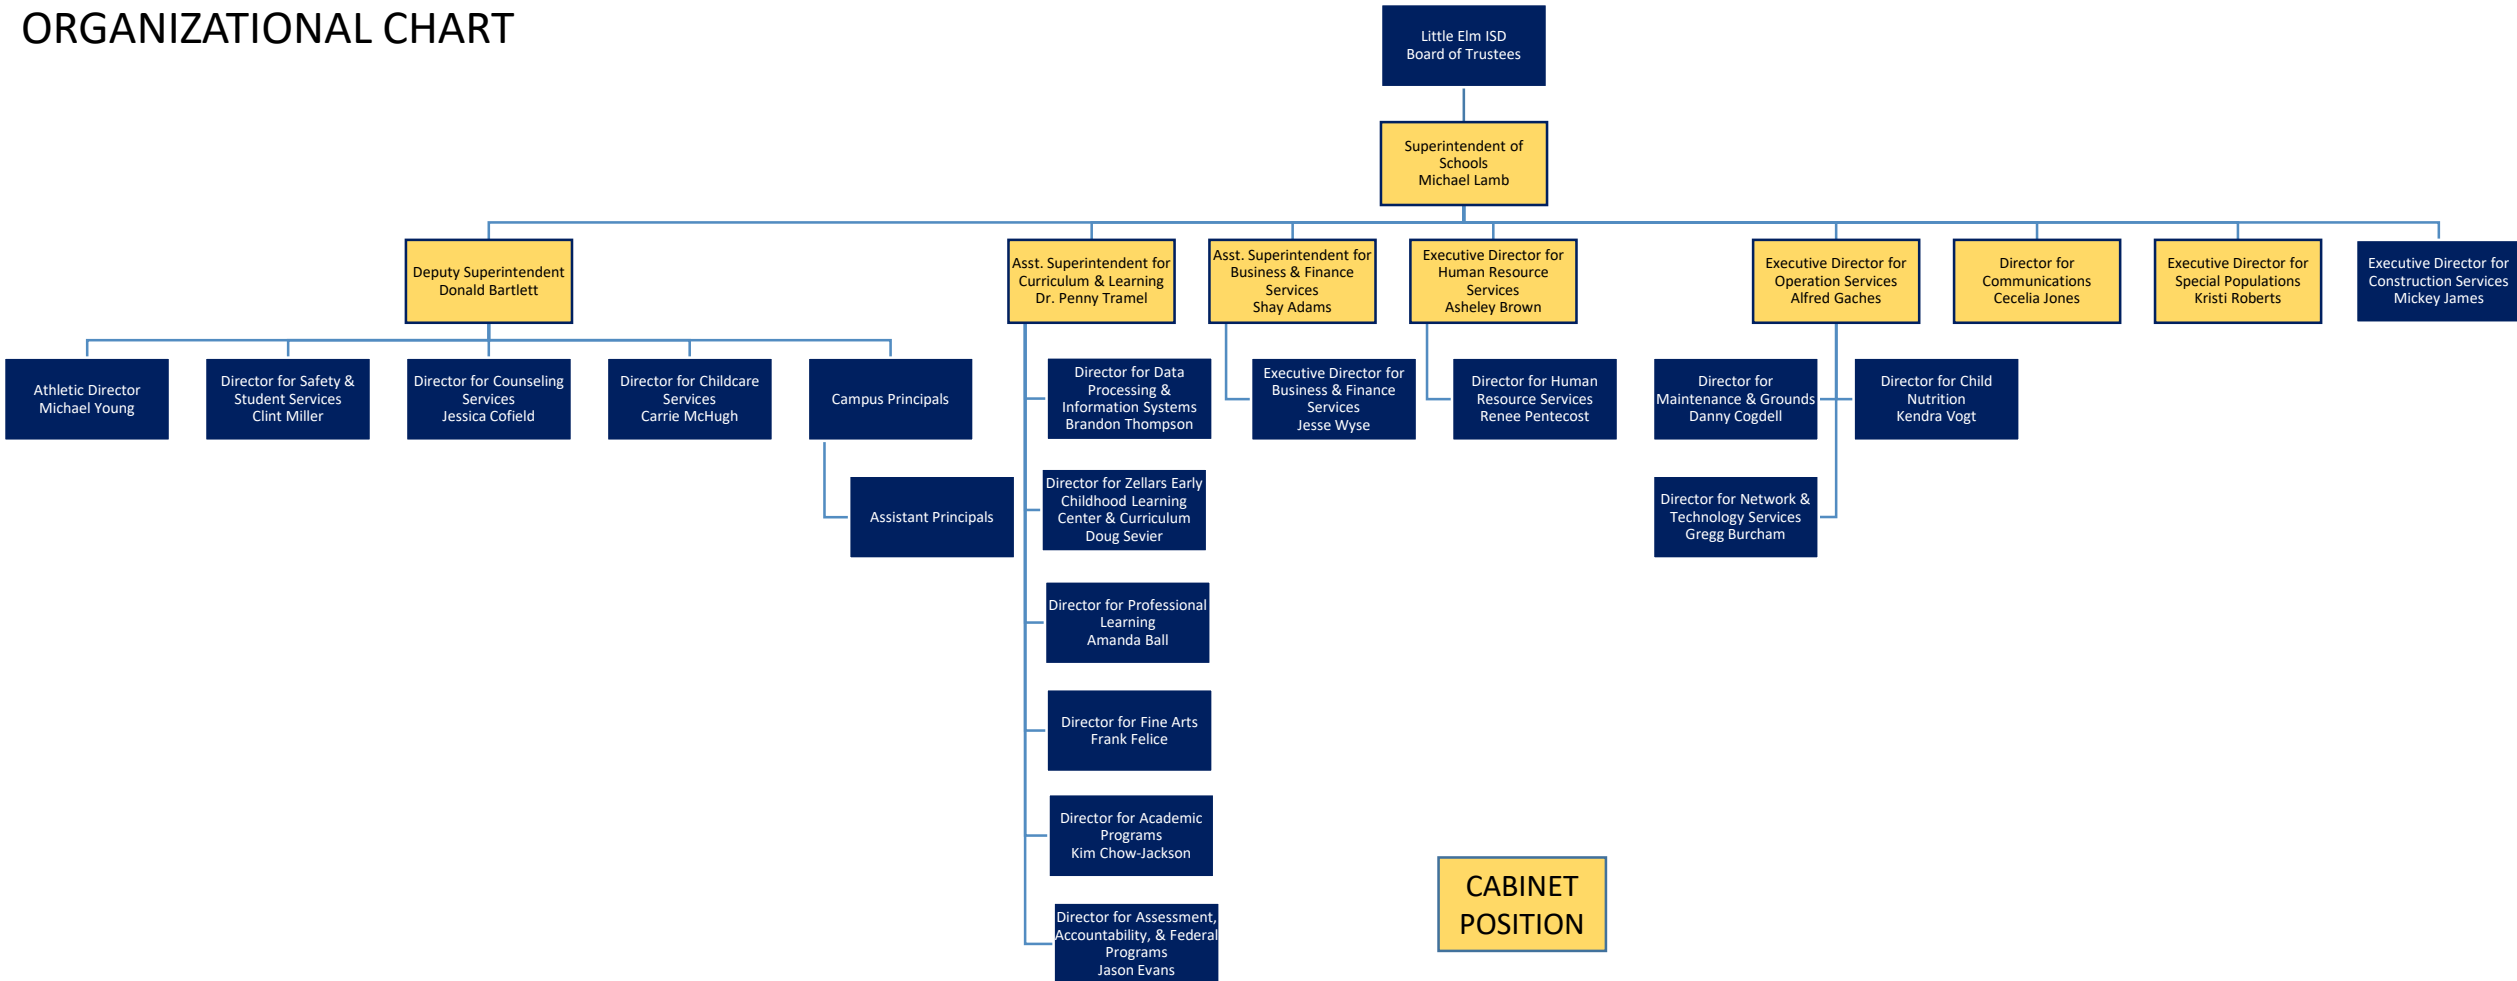 ORGANIZATIONAL CHART
Little Elm ISD
Board of Trustees
Superintendent of
Schools
Michael Lamb
Deputy Superintendent
Donald Bartlett
Asst. Superintendent for
Curriculum & Learning
Dr. Penny Tramel
Asst. Superintendent for
Business & Finance
Services
Shay Adams
Executive Director for
Human Resource
Services
Asheley Brown
Executive Director for
Operation Services
Alfred Gaches
Director for
Communications
Cecelia Jones
Executive Director for
Special Populations
Kristi Roberts
Executive Director for
Construction Services
Mickey James
Athletic Director
Michael Young
Director for Safety &
Student Services
Clint Miller
Director for Counseling
Services
Jessica Cofield
Director for Childcare
Services
Carrie McHugh
Campus Principals
Assistant Principals
Director for Data
Processing &
Information Systems
Brandon Thompson
Director for Zellars Early
Childhood Learning
Center & Curriculum
Doug Sevier
Director for Professional
Learning
Amanda Ball
Director for Fine Arts
Frank Felice
Director for Academic
Programs
Kim Chow-Jackson
Director for Assessment,
Accountability, & Federal
Programs
Jason Evans
Executive Director for
Business & Finance
Services
Jesse Wyse
Director for Human
Resource Services
Renee Pentecost
Director for
Maintenance & Grounds
Danny Cogdell
Director for Child
Nutrition
Kendra Vogt
Director for Network &
Technology Services
Gregg Burcham
CABINET
POSITION